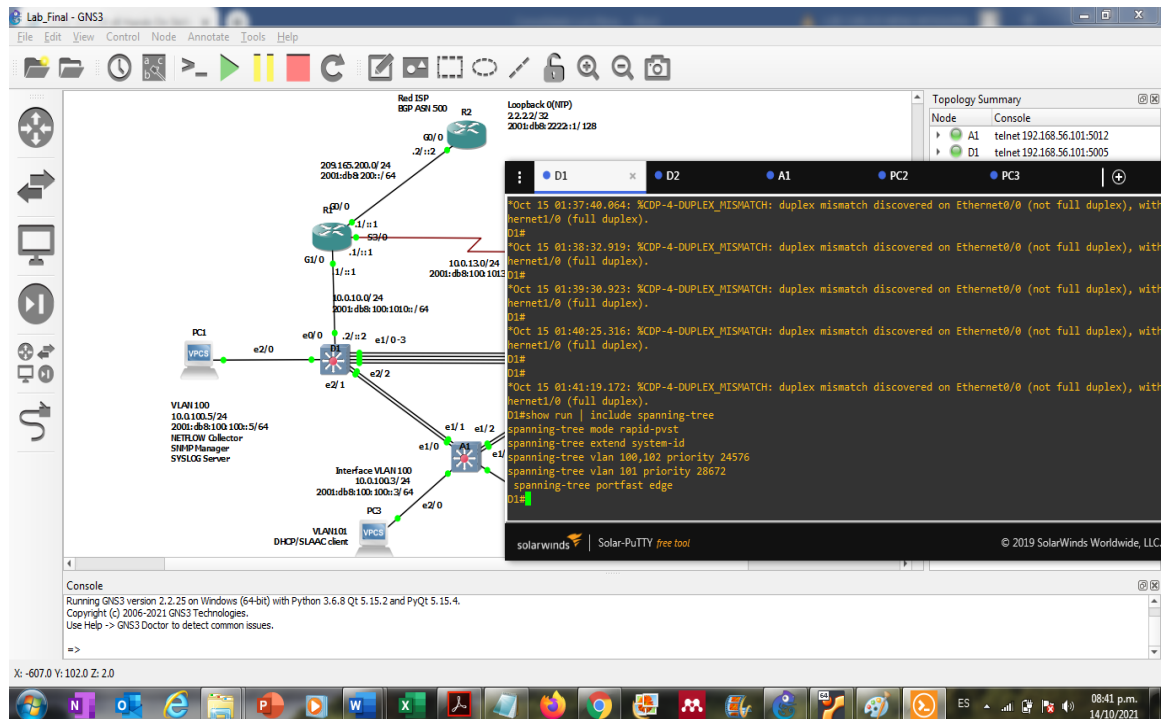 Lab_Final - GNS3
File Edit View Control Node Annotate Tools Help
Red ISP
BGP ASN 500
R2
Loopback 0(NTP)
2.2.2.2/ 32
2001:db8: 2222::1/ 128
G0/ 0
.2/ ::2
209.165.200.0/ 24
2001:db8: 200::/ 64
R1
G0/ 0
.1/::1
S3/0
.1/::1
G1/ 0
.1/::1
10.0.13.0/24
2001:db8:100:1013
10.0.10.0/ 24
2001:db8: 100:1010::/ 64
PC1
VPCS
e2/0
e0/ 0
.2/ ::2
D1
e1/ 0-3
e2/ 2
e2/ 1
VLAN 100
10.0.100.5/24
2001:db8:100:100::5/64
NETFLOW Collector
SNMP Manager
SYSLOG Server
e1/ 1
e1/ 2
e1/0
A1
e1/
Interface VLAN 100
10.0.100.3/ 24
2001:db8:100:100::3/ 64
PC3
e2/ 0
VLAN101
DHCP/SLAAC client
VPCS
Topology Summary
Node Console
A1 telnet 192.168.56.101:5012
D1 telnet 192.168.56.101:5005
D1 × D2 A1 PC2 PC3
*Oct 15 01:37:40.064: %CDP-4-DUPLEX_MISMATCH: duplex mismatch discovered on Ethernet0/0 (not full duplex), with
hernet1/0 (full duplex).
D1#
*Oct 15 01:38:32.919: %CDP-4-DUPLEX_MISMATCH: duplex mismatch discovered on Ethernet0/0 (not full duplex), with
hernet1/0 (full duplex).
D1#
*Oct 15 01:39:30.923: %CDP-4-DUPLEX_MISMATCH: duplex mismatch discovered on Ethernet0/0 (not full duplex), with
hernet1/0 (full duplex).
D1#
*Oct 15 01:40:25.316: %CDP-4-DUPLEX_MISMATCH: duplex mismatch discovered on Ethernet0/0 (not full duplex), with
hernet1/0 (full duplex).
D1#
D1#
*Oct 15 01:41:19.172: %CDP-4-DUPLEX_MISMATCH: duplex mismatch discovered on Ethernet0/0 (not full duplex), with
hernet1/0 (full duplex).
D1#show run | include spanning-tree
spanning-tree mode rapid-pvst
spanning-tree extend system-id
spanning-tree vlan 100,102 priority 24576
spanning-tree vlan 101 priority 28672
spanning-tree portfast edge
D1#
solarwinds Solar-PuTTY free tool
© 2019 SolarWinds Worldwide, LLC.
Console
Running GNS3 version 2.2.25 on Windows (64-bit) with Python 3.6.8 Qt 5.15.2 and PyQt 5.15.4.
Copyright (c) 2006-2021 GNS3 Technologies.
Use Help -> GNS3 Doctor to detect common issues.
=>
X: -607.0 Y: 102.0 Z: 2.0
ES
08:41 p.m.
14/10/2021